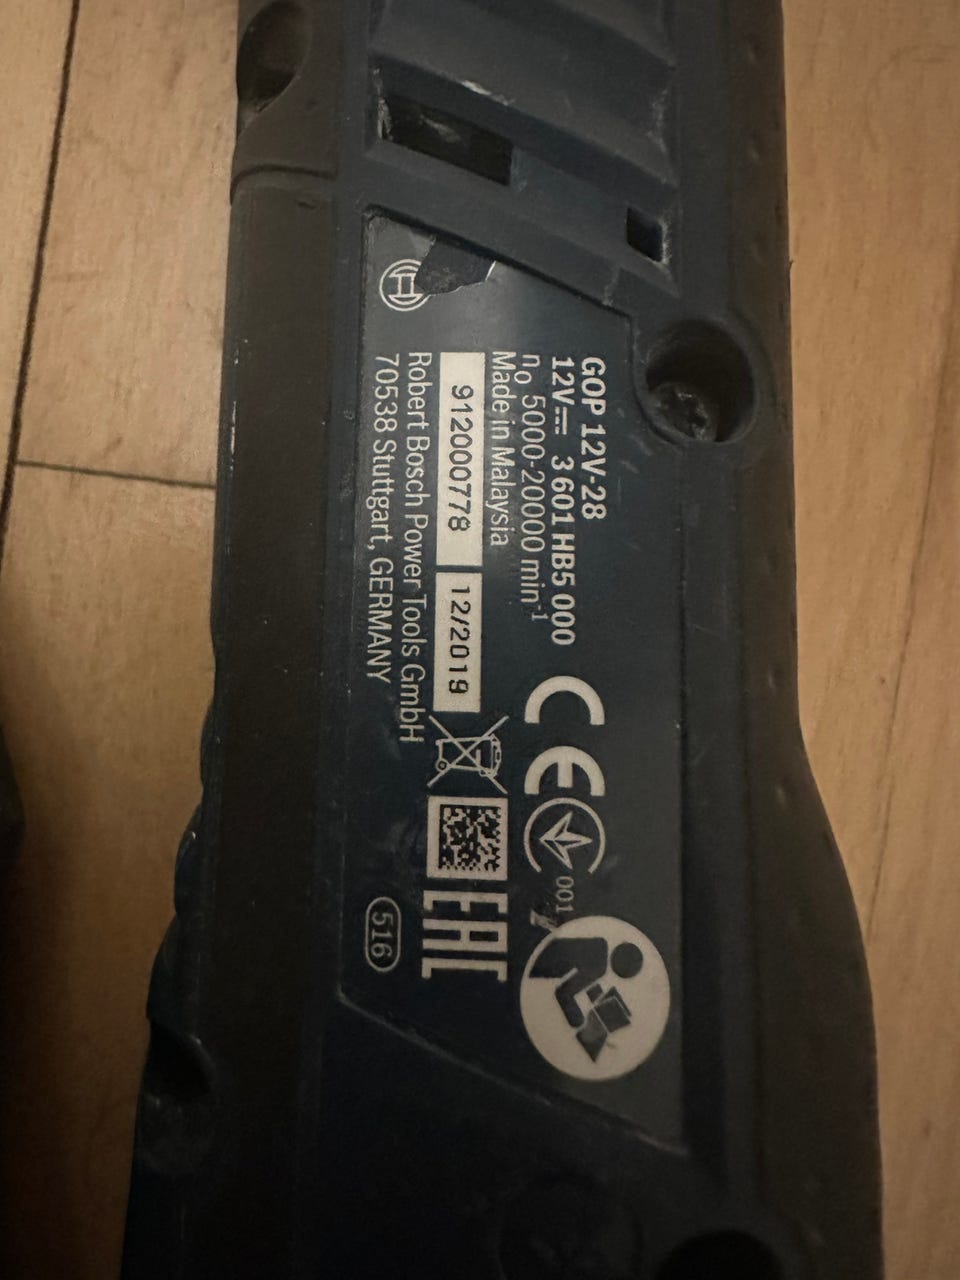 GOP 12V-28
12V⎓ 3 601 HB5 000
n₀ 5000-20000 min⁻¹
Made in Malaysia
912000778 12/2019
Robert Bosch Power Tools GmbH
70538 Stuttgart, GERMANY
CE
001
EAC
516